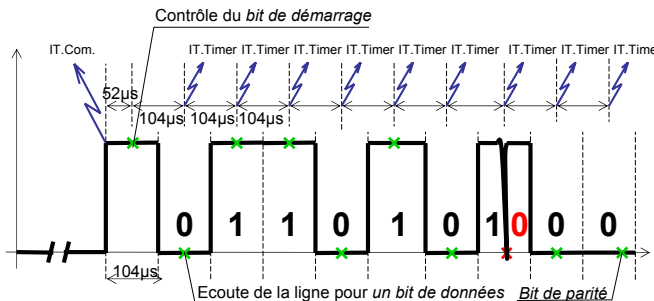 Contrôle du bit de démarrage
IT.Com.
IT.Timer IT.Timer IT.Timer IT.Timer IT.Timer IT.Timer IT.Timer IT.Timer IT.Time
52µs
104µs 104µs 104µs
0 1 1 0 1 0 1 0 0 0
104µs
Ecoute de la ligne pour un bit de données
Bit de parité